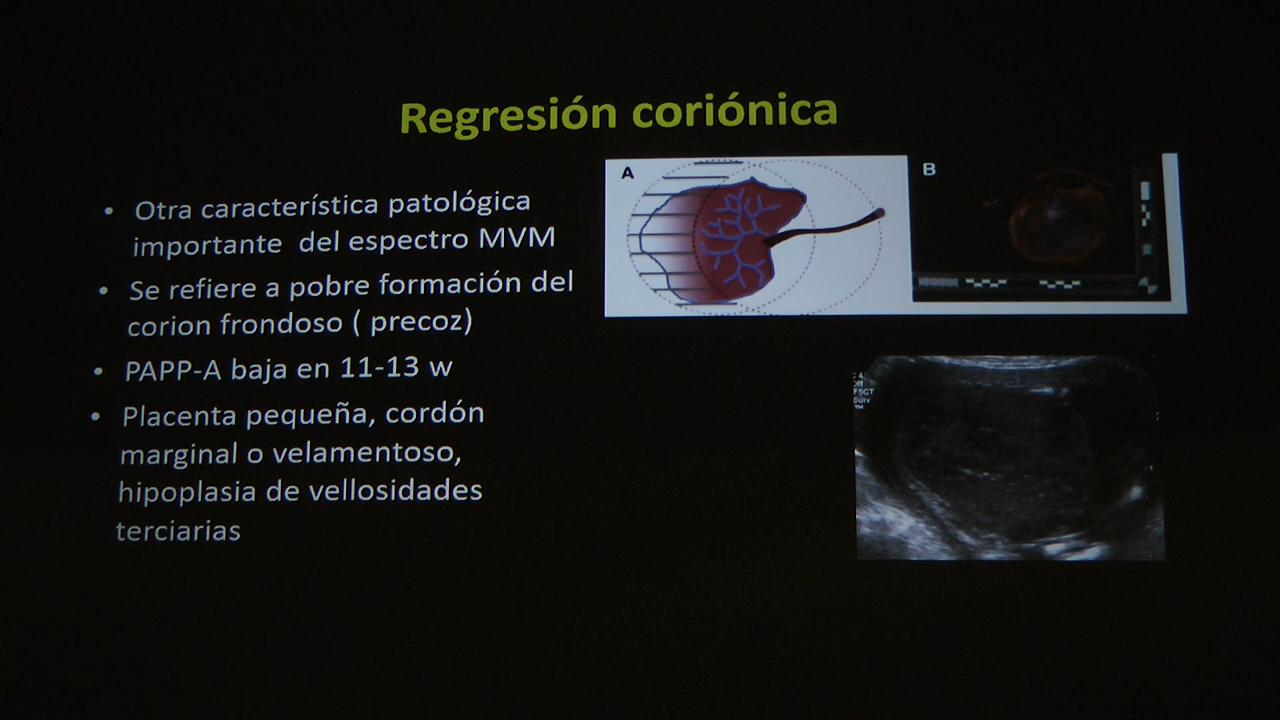 Regresión coriónica
• Otra característica patológica
importante del espectro MVM
• Se refiere a pobre formación del
corion frondoso ( precoz)
• PAPP-A baja en 11-13 w
• Placenta pequeña, cordón
marginal o velamentoso,
hipoplasia de vellosidades
terciarias
A
B